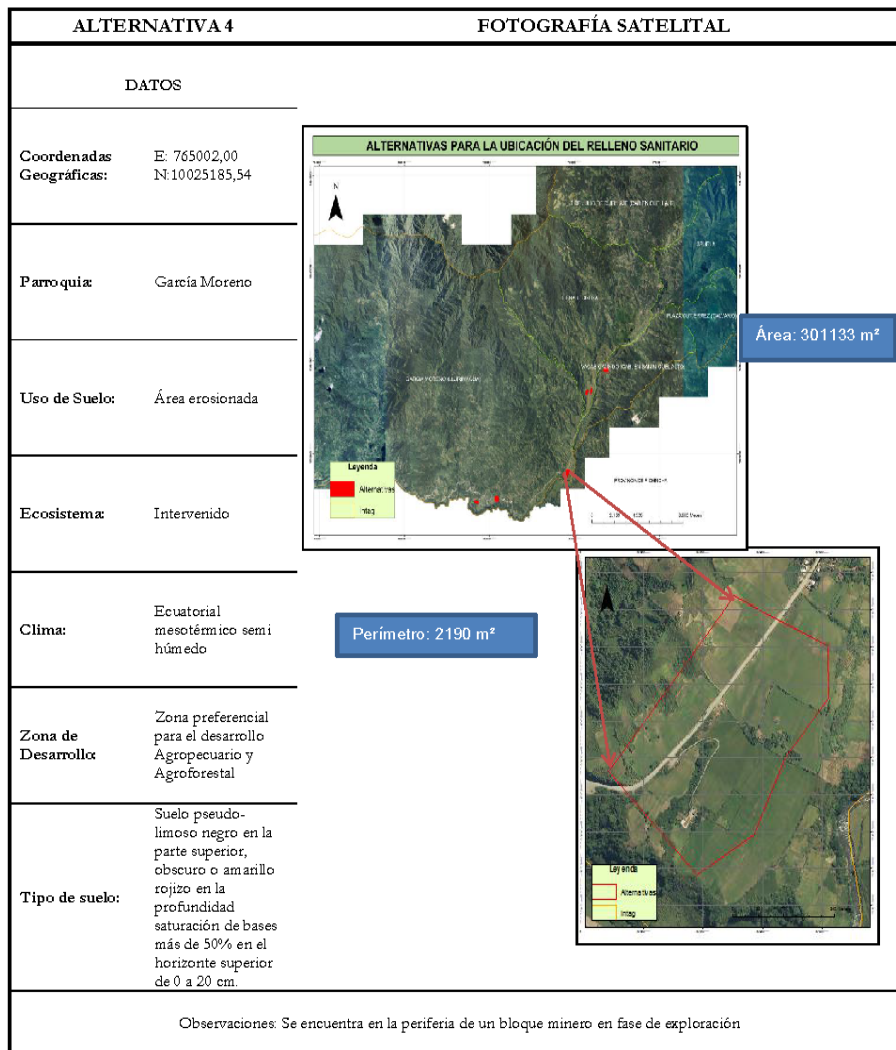 ALTERNATIVA 4
FOTOGRAFÍA SATELITAL
DATOS
Coordenadas
Geográficas:
E: 765002,00
N:10025185,54
Parroquia:
García Moreno
Uso de Suelo:
Área erosionada
Ecosistema:
Intervenido
Clima:
Ecuatorial
mesotérmico semi
húmedo
Zona de
Desarrollo:
Zona preferencial
para el desarrollo
Agropecuario y
Agroforestal
Tipo de suelo:
Suelo pseudo-
limoso negro en la
parte superior,
obscuro o amarillo
rojizo en la
profundidad
saturación de bases
más de 50% en el
horizonte superior
de 0 a 20 cm.
ALTERNATIVAS PARA LA UBICACIÓN DEL RELLENO SANITARIO
N
Leyenda
Alternativas
Intag
Área: 301133 m²
Perímetro: 2190 m²
Leyenda
Alternativas
Intag
Observaciones: Se encuentra en la periferia de un bloque minero en fase de exploración